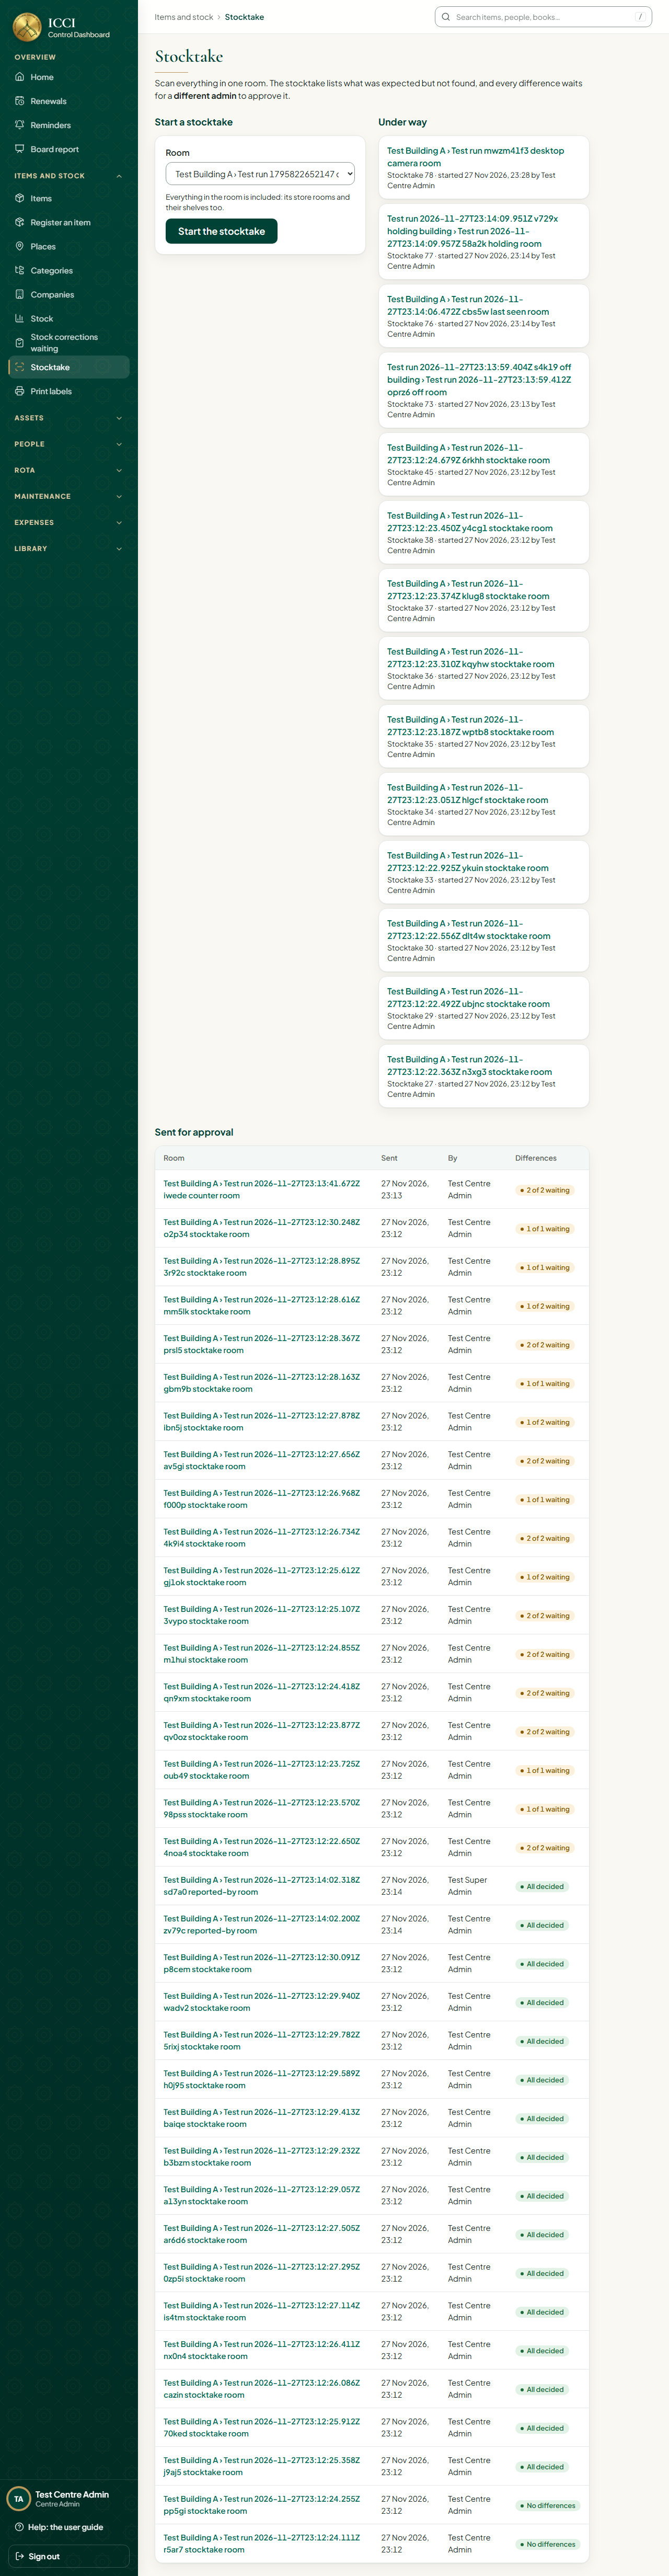 ICCI
Control Dashboard
OVERVIEW
Home
Renewals
Reminders
Board report
ITEMS AND STOCK
Items
Register an item
Places
Categories
Companies
Stock
Stock corrections
waiting
Stocktake
Print labels
ASSETS
PEOPLE
ROTA
MAINTENANCE
EXPENSES
LIBRARY
TA
Test Centre Admin
Centre Admin
Help: the user guide
Sign out
Items and stock › Stocktake
Search items, people, books... /
Stocktake
Scan everything in one room. The stocktake lists what was expected but not found, and every difference waits
for a different admin to approve it.
Start a stocktake
Room
Test Building A › Test run 1795822652147 c
Everything in the room is included: its store rooms and
their shelves too.
Start the stocktake
Under way
Test Building A › Test run mwzm41f3 desktop
camera room
Stocktake 78 · started 27 Nov 2026, 23:28 by Test
Centre Admin
Test run 2026-11-27T23:14:09.951Z v729x
holding building › Test run 2026-11-
27T23:14:09.957Z 58a2k holding room
Stocktake 77 · started 27 Nov 2026, 23:14 by Test
Centre Admin
Test Building A › Test run 2026-11-
27T23:14:06.472Z cbs5w last seen room
Stocktake 76 · started 27 Nov 2026, 23:14 by Test
Centre Admin
Test run 2026-11-27T23:13:59.404Z s4k19 off
building › Test run 2026-11-27T23:13:59.412Z
oprz6 off room
Stocktake 73 · started 27 Nov 2026, 23:13 by Test
Centre Admin
Test Building A › Test run 2026-11-
27T23:12:24.679Z 6rkhh stocktake room
Stocktake 45 · started 27 Nov 2026, 23:12 by Test
Centre Admin
Test Building A › Test run 2026-11-
27T23:12:23.450Z y4cg1 stocktake room
Stocktake 38 · started 27 Nov 2026, 23:12 by Test
Centre Admin
Test Building A › Test run 2026-11-
27T23:12:23.374Z klug8 stocktake room
Stocktake 37 · started 27 Nov 2026, 23:12 by Test
Centre Admin
Test Building A › Test run 2026-11-
27T23:12:23.310Z kqyhw stocktake room
Stocktake 36 · started 27 Nov 2026, 23:12 by Test
Centre Admin
Test Building A › Test run 2026-11-
27T23:12:23.187Z wptb8 stocktake room
Stocktake 35 · started 27 Nov 2026, 23:12 by Test
Centre Admin
Test Building A › Test run 2026-11-
27T23:12:23.051Z hlgcf stocktake room
Stocktake 34 · started 27 Nov 2026, 23:12 by Test
Centre Admin
Test Building A › Test run 2026-11-
27T23:12:22.925Z ykuin stocktake room
Stocktake 33 · started 27 Nov 2026, 23:12 by Test
Centre Admin
Test Building A › Test run 2026-11-
27T23:12:22.556Z dlt4w stocktake room
Stocktake 30 · started 27 Nov 2026, 23:12 by Test
Centre Admin
Test Building A › Test run 2026-11-
27T23:12:22.492Z ubjnc stocktake room
Stocktake 29 · started 27 Nov 2026, 23:12 by Test
Centre Admin
Test Building A › Test run 2026-11-
27T23:12:22.363Z n3xg3 stocktake room
Stocktake 27 · started 27 Nov 2026, 23:12 by Test
Centre Admin
Sent for approval
Room Sent By Differences
Test Building A › Test run 2026-11-27T23:13:41.672Z 27 Nov 2026, Test Centre 2 of 2 waiting
iwede counter room 23:13 Admin
Test Building A › Test run 2026-11-27T23:12:30.248Z 27 Nov 2026, Test Centre 1 of 1 waiting
o2p34 stocktake room 23:12 Admin
Test Building A › Test run 2026-11-27T23:12:28.895Z 27 Nov 2026, Test Centre 1 of 1 waiting
3r92c stocktake room 23:12 Admin
Test Building A › Test run 2026-11-27T23:12:28.616Z 27 Nov 2026, Test Centre 1 of 2 waiting
mm5lk stocktake room 23:12 Admin
Test Building A › Test run 2026-11-27T23:12:28.367Z 27 Nov 2026, Test Centre 2 of 2 waiting
prsl5 stocktake room 23:12 Admin
Test Building A › Test run 2026-11-27T23:12:28.163Z 27 Nov 2026, Test Centre 1 of 1 waiting
gbm9b stocktake room 23:12 Admin
Test Building A › Test run 2026-11-27T23:12:27.878Z 27 Nov 2026, Test Centre 1 of 2 waiting
ibn5j stocktake room 23:12 Admin
Test Building A › Test run 2026-11-27T23:12:27.656Z 27 Nov 2026, Test Centre 2 of 2 waiting
av5gi stocktake room 23:12 Admin
Test Building A › Test run 2026-11-27T23:12:26.968Z 27 Nov 2026, Test Centre 1 of 1 waiting
f000p stocktake room 23:12 Admin
Test Building A › Test run 2026-11-27T23:12:26.734Z 27 Nov 2026, Test Centre 2 of 2 waiting
4k9i4 stocktake room 23:12 Admin
Test Building A › Test run 2026-11-27T23:12:25.612Z 27 Nov 2026, Test Centre 1 of 2 waiting
gj1ok stocktake room 23:12 Admin
Test Building A › Test run 2026-11-27T23:12:25.107Z 27 Nov 2026, Test Centre 2 of 2 waiting
3vypo stocktake room 23:12 Admin
Test Building A › Test run 2026-11-27T23:12:24.855Z 27 Nov 2026, Test Centre 2 of 2 waiting
m1hui stocktake room 23:12 Admin
Test Building A › Test run 2026-11-27T23:12:24.418Z 27 Nov 2026, Test Centre 2 of 2 waiting
qn9xm stocktake room 23:12 Admin
Test Building A › Test run 2026-11-27T23:12:23.877Z 27 Nov 2026, Test Centre 2 of 2 waiting
qv0oz stocktake room 23:12 Admin
Test Building A › Test run 2026-11-27T23:12:23.725Z 27 Nov 2026, Test Centre 1 of 1 waiting
oub49 stocktake room 23:12 Admin
Test Building A › Test run 2026-11-27T23:12:23.570Z 27 Nov 2026, Test Centre 1 of 1 waiting
98pss stocktake room 23:12 Admin
Test Building A › Test run 2026-11-27T23:12:22.650Z 27 Nov 2026, Test Centre 2 of 2 waiting
4noa4 stocktake room 23:12 Admin
Test Building A › Test run 2026-11-27T23:14:02.318Z 27 Nov 2026, Test Super All decided
sd7a0 reported-by room 23:14 Admin
Test Building A › Test run 2026-11-27T23:14:02.200Z 27 Nov 2026, Test Centre All decided
zv79c reported-by room 23:14 Admin
Test Building A › Test run 2026-11-27T23:12:30.091Z 27 Nov 2026, Test Centre All decided
p8cem stocktake room 23:12 Admin
Test Building A › Test run 2026-11-27T23:12:29.940Z 27 Nov 2026, Test Centre All decided
wadv2 stocktake room 23:12 Admin
Test Building A › Test run 2026-11-27T23:12:29.782Z 27 Nov 2026, Test Centre All decided
5rixj stocktake room 23:12 Admin
Test Building A › Test run 2026-11-27T23:12:29.589Z 27 Nov 2026, Test Centre All decided
h0j95 stocktake room 23:12 Admin
Test Building A › Test run 2026-11-27T23:12:29.413Z 27 Nov 2026, Test Centre All decided
baiqe stocktake room 23:12 Admin
Test Building A › Test run 2026-11-27T23:12:29.232Z 27 Nov 2026, Test Centre All decided
b3bzm stocktake room 23:12 Admin
Test Building A › Test run 2026-11-27T23:12:29.057Z 27 Nov 2026, Test Centre All decided
a13yn stocktake room 23:12 Admin
Test Building A › Test run 2026-11-27T23:12:27.505Z 27 Nov 2026, Test Centre All decided
ar6d6 stocktake room 23:12 Admin
Test Building A › Test run 2026-11-27T23:12:27.295Z 27 Nov 2026, Test Centre All decided
0zp5i stocktake room 23:12 Admin
Test Building A › Test run 2026-11-27T23:12:27.114Z 27 Nov 2026, Test Centre All decided
is4tm stocktake room 23:12 Admin
Test Building A › Test run 2026-11-27T23:12:26.411Z 27 Nov 2026, Test Centre All decided
nx0n4 stocktake room 23:12 Admin
Test Building A › Test run 2026-11-27T23:12:26.086Z 27 Nov 2026, Test Centre All decided
cazin stocktake room 23:12 Admin
Test Building A › Test run 2026-11-27T23:12:25.912Z 27 Nov 2026, Test Centre All decided
70ked stocktake room 23:12 Admin
Test Building A › Test run 2026-11-27T23:12:25.358Z 27 Nov 2026, Test Centre All decided
j9aj5 stocktake room 23:12 Admin
Test Building A › Test run 2026-11-27T23:12:24.255Z 27 Nov 2026, Test Centre No differences
pp5gi stocktake room 23:12 Admin
Test Building A › Test run 2026-11-27T23:12:24.111Z 27 Nov 2026, Test Centre No differences
r5ar7 stocktake room 23:12 Admin